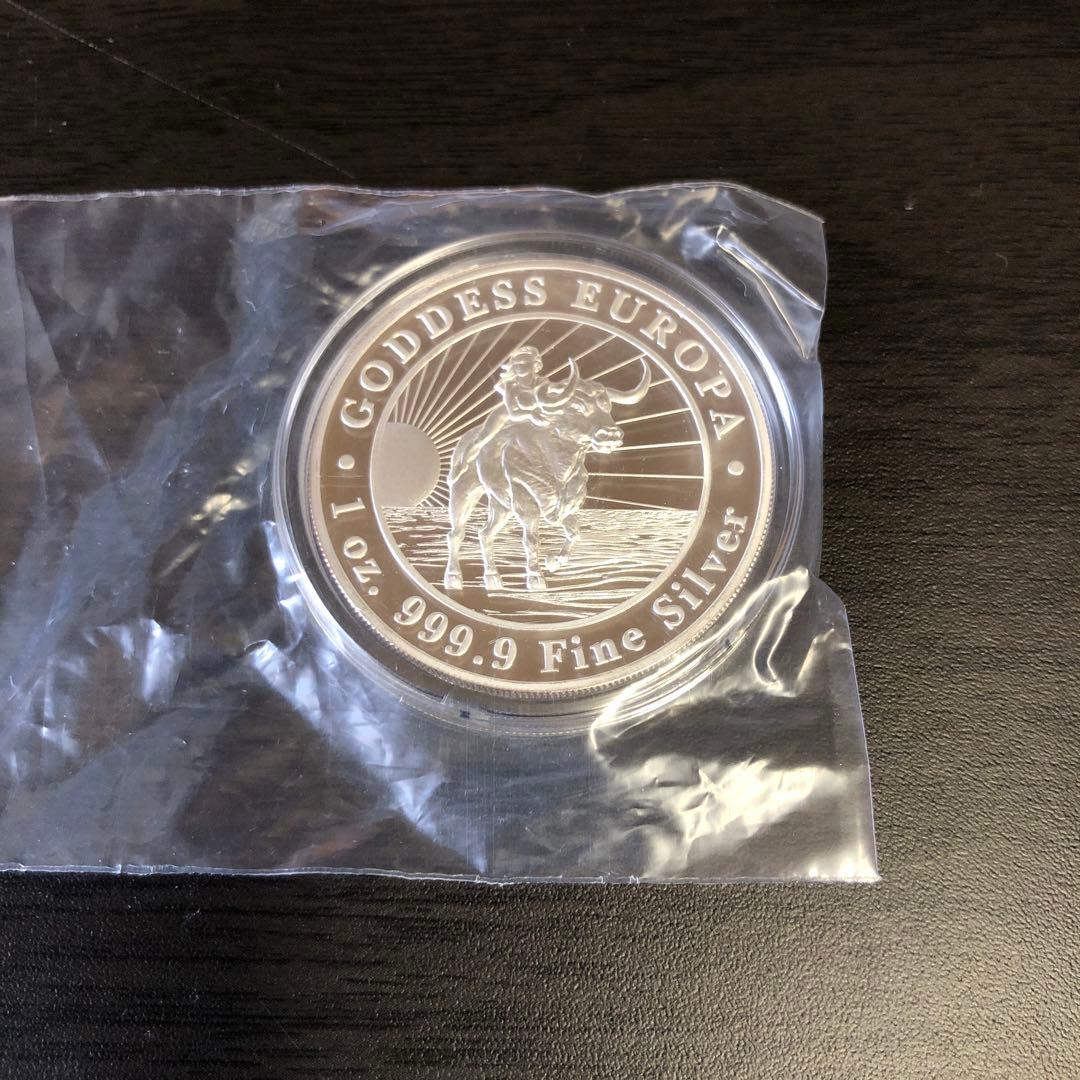 GODDESS EUROPA
1 oz. 999.9 Fine Silver